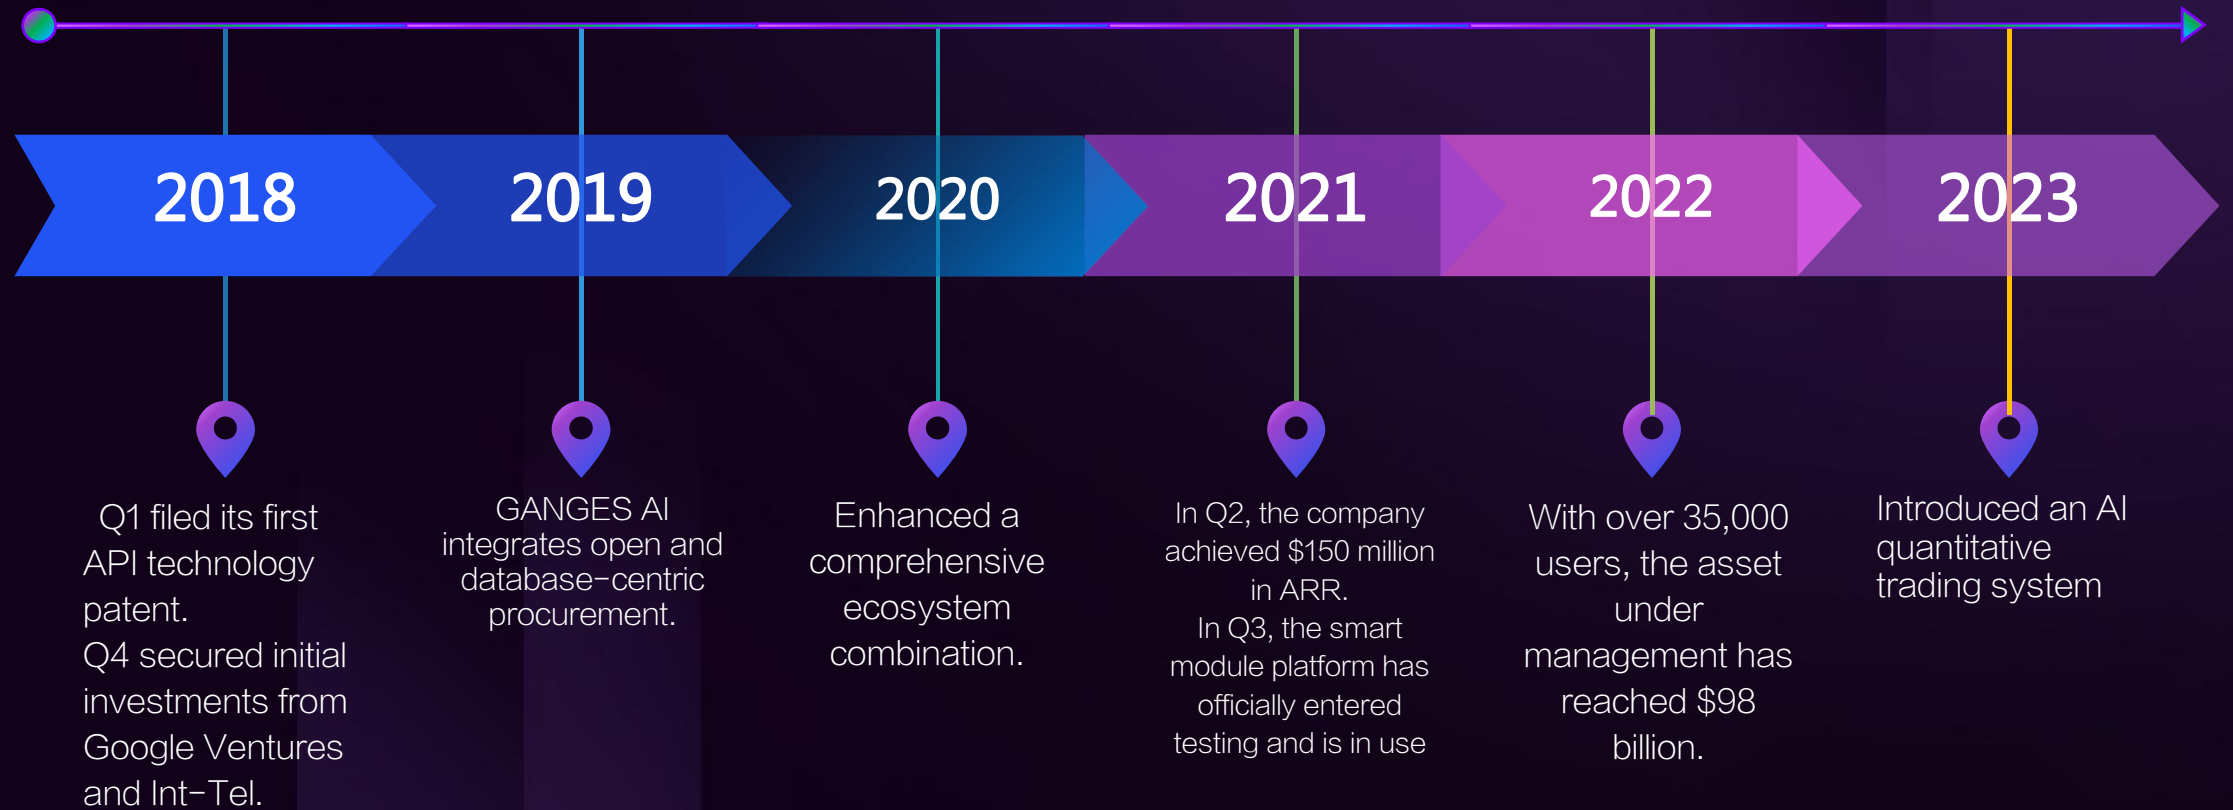 2018
2019
2020
2021
2022
2023
Q1 filed its first
API technology
patent.
Q4 secured initial
investments from
Google Ventures
and Int-Tel.
GANGES AI
integrates open and
database-centric
procurement.
Enhanced a
comprehensive
ecosystem
combination.
In Q2, the company
achieved $150 million
in ARR.
In Q3, the smart
module platform has
officially entered
testing and is in use
With over 35,000
users, the asset
under
management has
reached $98
billion.
Introduced an AI
quantitative
trading system